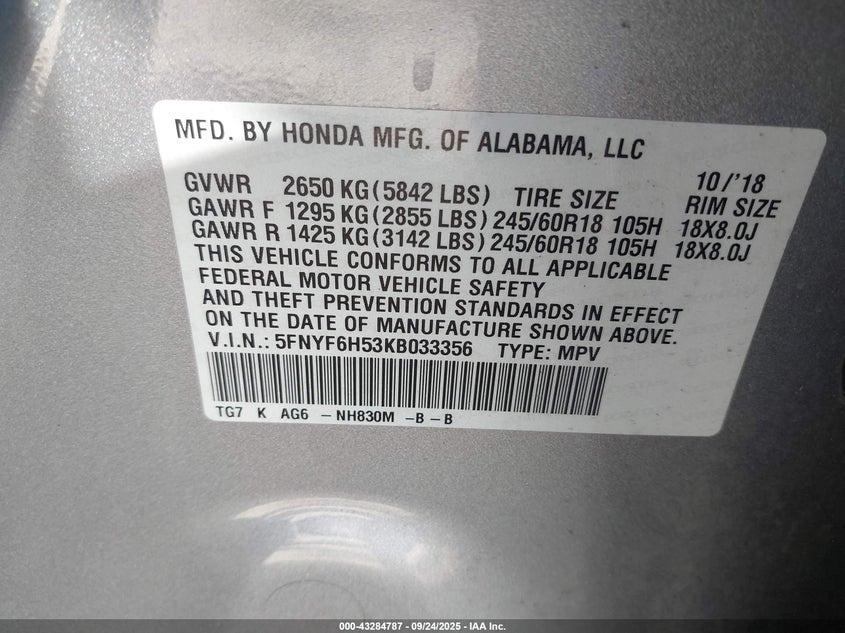 MFD. BY HONDA MFG. OF ALABAMA, LLC
10/'18
GVWR 2650 KG (5842 LBS) TIRE SIZE RIM SIZE
GAWR F 1295 KG (2855 LBS) 245/60R18 105H 18X8.0J
GAWR R 1425 KG (3142 LBS) 245/60R18 105H 18X8.0J
THIS VEHICLE CONFORMS TO ALL APPLICABLE
FEDERAL MOTOR VEHICLE SAFETY
AND THEFT PREVENTION STANDARDS IN EFFECT
ON THE DATE OF MANUFACTURE SHOWN ABOVE.
V.I.N.: 5FNYF6H53KB033356 TYPE: MPV
TG7 K AG6 – NH830M –B – B
000-43284787 - 09/24/2025 - IAA Inc.